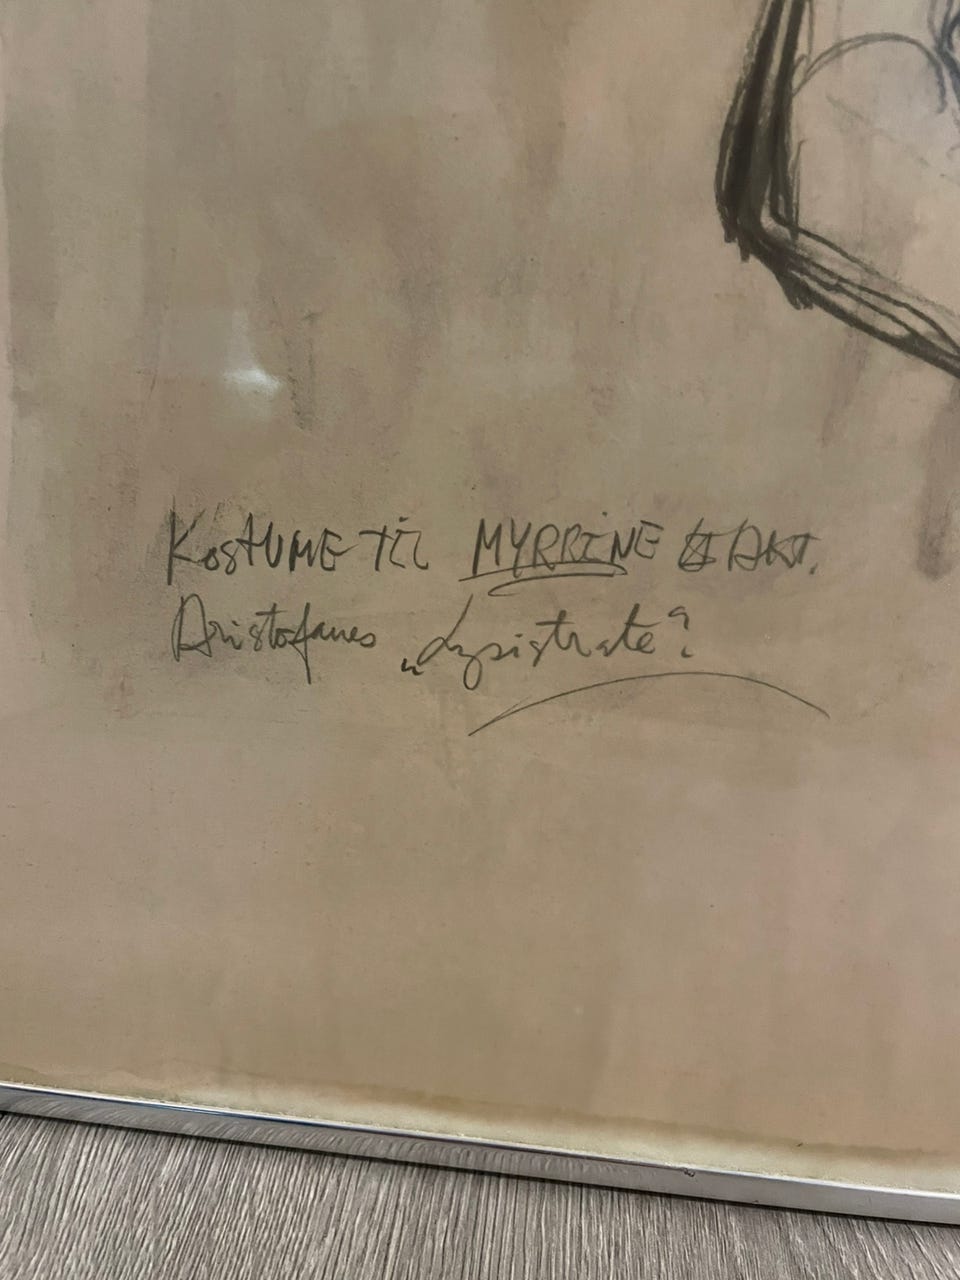 KostUME TiL MYRRINE AKT.
Aristofanes „Lysistrate"